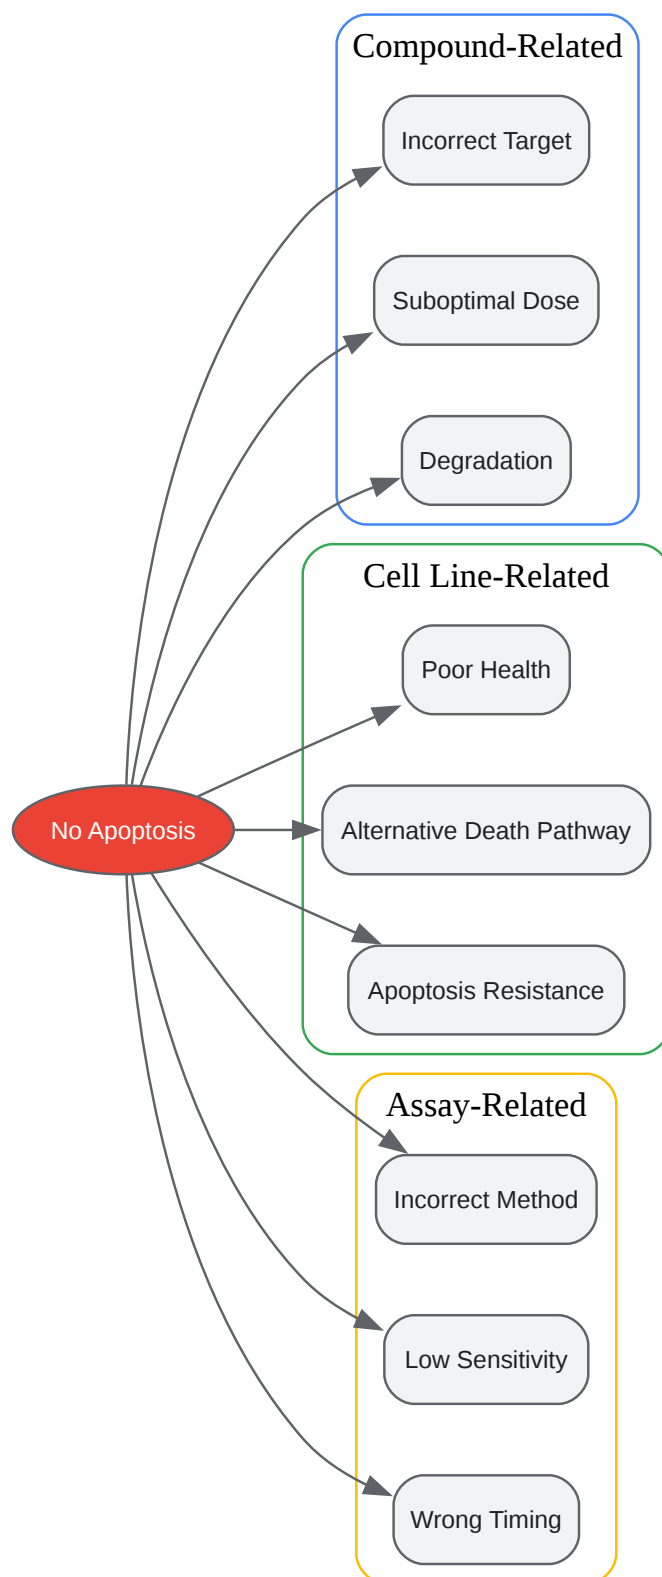 Compound-Related
Incorrect Target
Suboptimal Dose
Degradation
Cell Line-Related
Poor Health
No Apoptosis
Alternative Death Pathway
Apoptosis Resistance
Assay-Related
Incorrect Method
Low Sensitivity
Wrong Timing